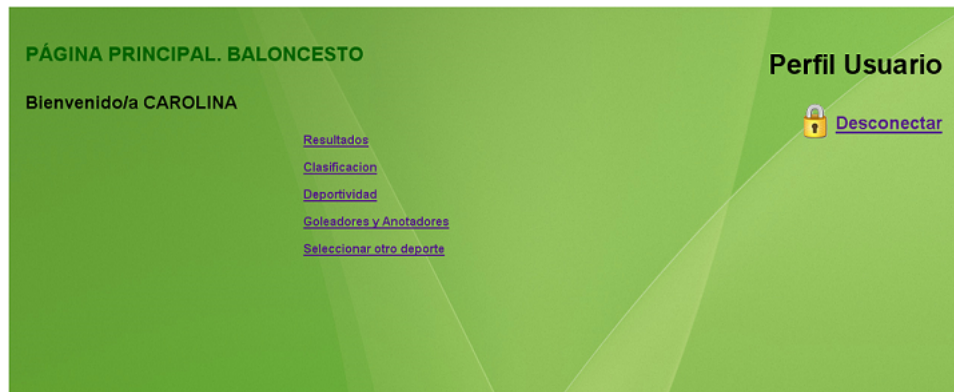 PÁGINA PRINCIPAL. BALONCESTO
Perfil Usuario
Bienvenido/a CAROLINA
Desconectar
Resultados
Clasificacion
Deportividad
Goleadores y Anotadores
Seleccionar otro deporte